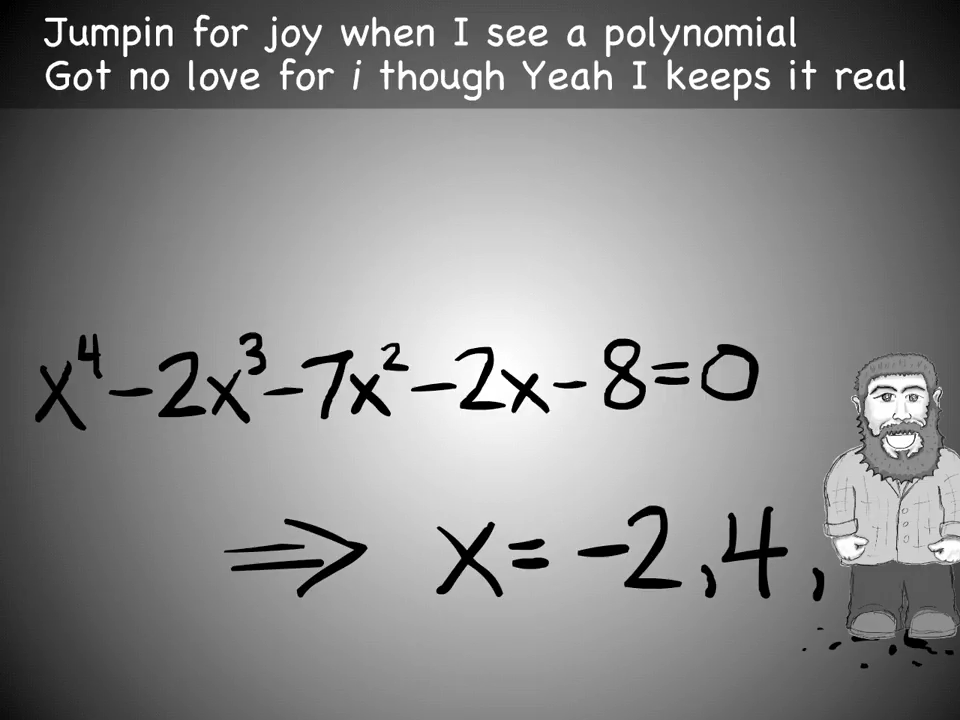 Jumpin for joy when I see a polynomial
Got no love for i though Yeah I keeps it real
x⁴-2x³-7x²-2x-8=0
⇒ x=-2,4,